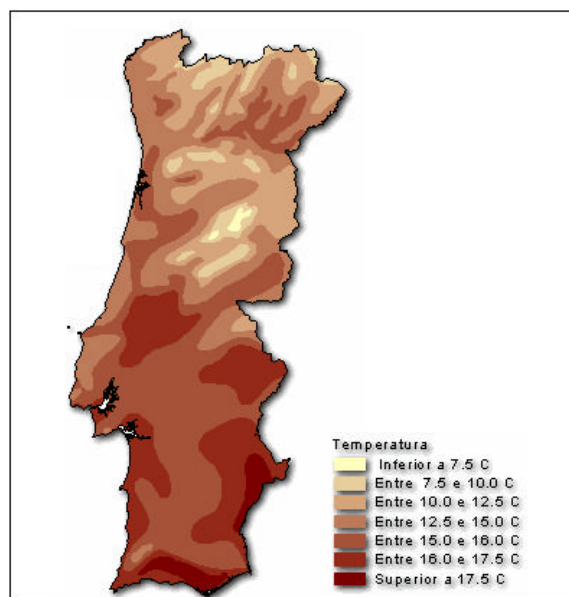 Temperatura
Inferior a 7.5 C
Entre 7.5 e 10.0 C
Entre 10.0 e 12.5 C
Entre 12.5 e 15.0 C
Entre 15.0 e 16.0 C
Entre 16.0 e 17.5 C
Superior a 17.5 C